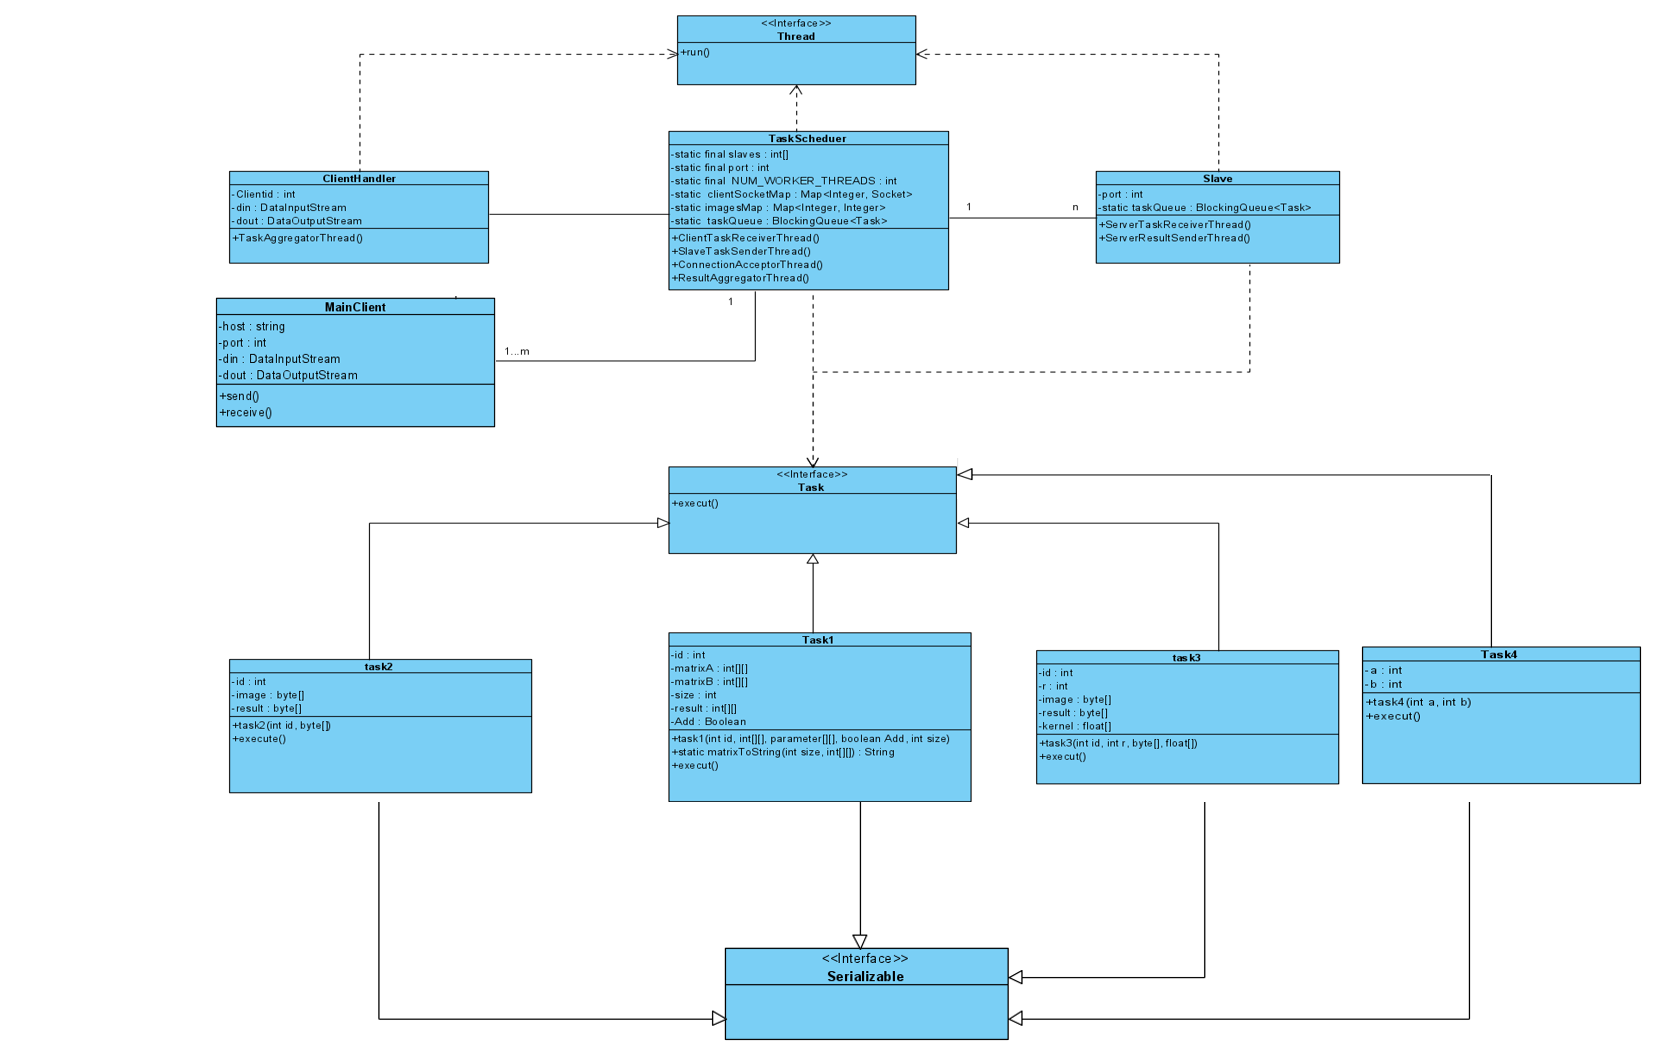 <<Interface>>
Thread
+run()
TaskScheduer
-static final slaves : int[]
-static final port : int
-static final NUM_WORKER_THREADS : int
-static clientSocketMap : Map<Integer, Socket>
-static imagesMap : Map<Integer, Integer>
-static taskQueue : BlockingQueue<Task>
+ClientTaskReceiverThread()
+SlaveTaskSenderThread()
+ConnectionAcceptorThread()
+ResultAggregatorThread()
ClientHandler
-Clientid : int
-din : DataInputStream
-dout : DataOutputStream
+TaskAggregatorThread()
Slave
-port : int
-static taskQueue : BlockingQueue<Task>
+ServerTaskReceiverThread()
+ServerResultSenderThread()
1
n
MainClient
-host : string
-port : int
-din : DataInputStream
-dout : DataOutputStream
+send()
+receive()
1
1...m
<<Interface>>
Task
+execut()
task2
-id : int
-image : byte[]
-result : byte[]
+task2(int id, byte[])
+execute()
Task1
-id : int
-matrixA : int[][]
-matrixB : int[][]
-size : int
-result : int[][]
-Add : Boolean
+task1(int id, int[][], parameter[][], boolean Add, int size)
+static matrixToString(int size, int[][]) : String
+execut()
task3
-id : int
-r : int
-image : byte[]
-result : byte[]
-kernel : float[]
+task3(int id, int r, byte[], float[])
+execut()
Task4
-a : int
-b : int
+task4(int a, int b)
+execut()
<<Interface>>
Serializable